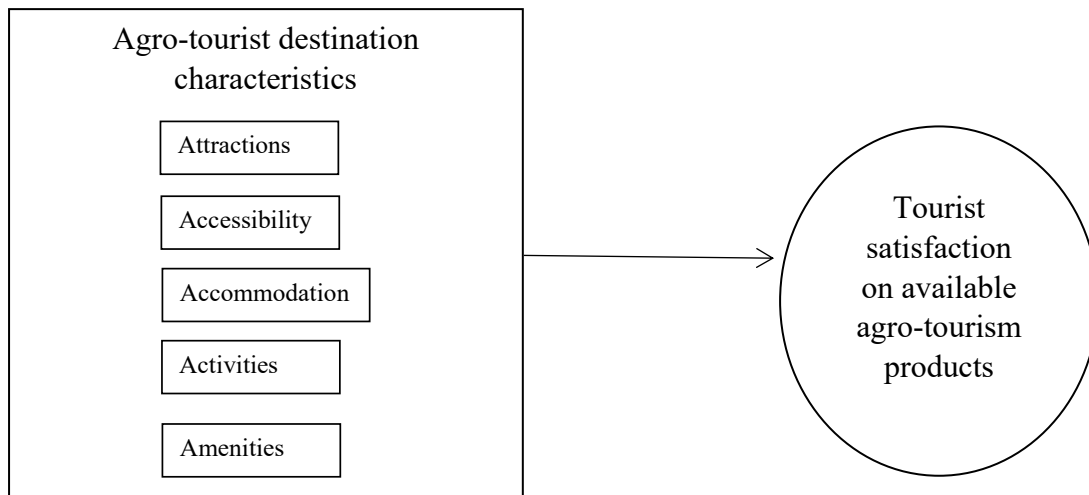 Agro-tourist destination
characteristics
Attractions
Accessibility
Accommodation
Activities
Amenities
Tourist
satisfaction
on available
agro-tourism
products